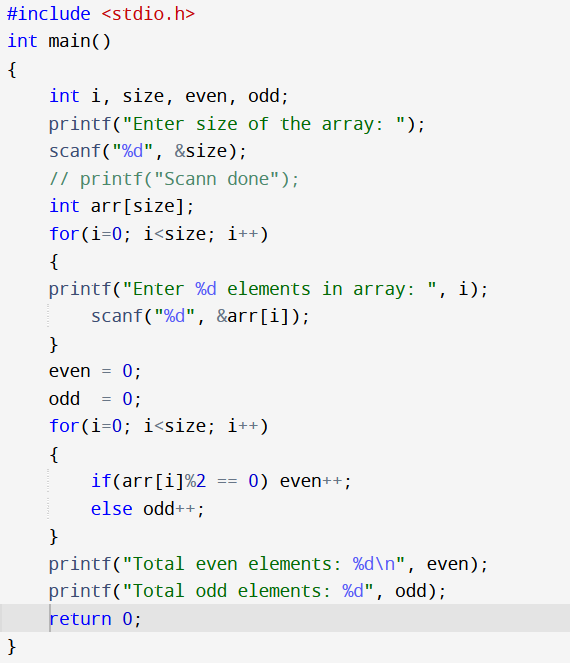 #include <stdio.h>
int main()
{
    int i, size, even, odd;
    printf("Enter size of the array: ");
    scanf("%d", &size);
    // printf("Scann done");
    int arr[size];
    for(i=0; i<size; i++)
    {
    printf("Enter %d elements in array: ", i);
        scanf("%d", &arr[i]);
    }
    even = 0;
    odd  = 0;
    for(i=0; i<size; i++)
    {
        if(arr[i]%2 == 0) even++;
        else odd++;
    }
    printf("Total even elements: %d\n", even);
    printf("Total odd elements: %d", odd);
    return 0;
}